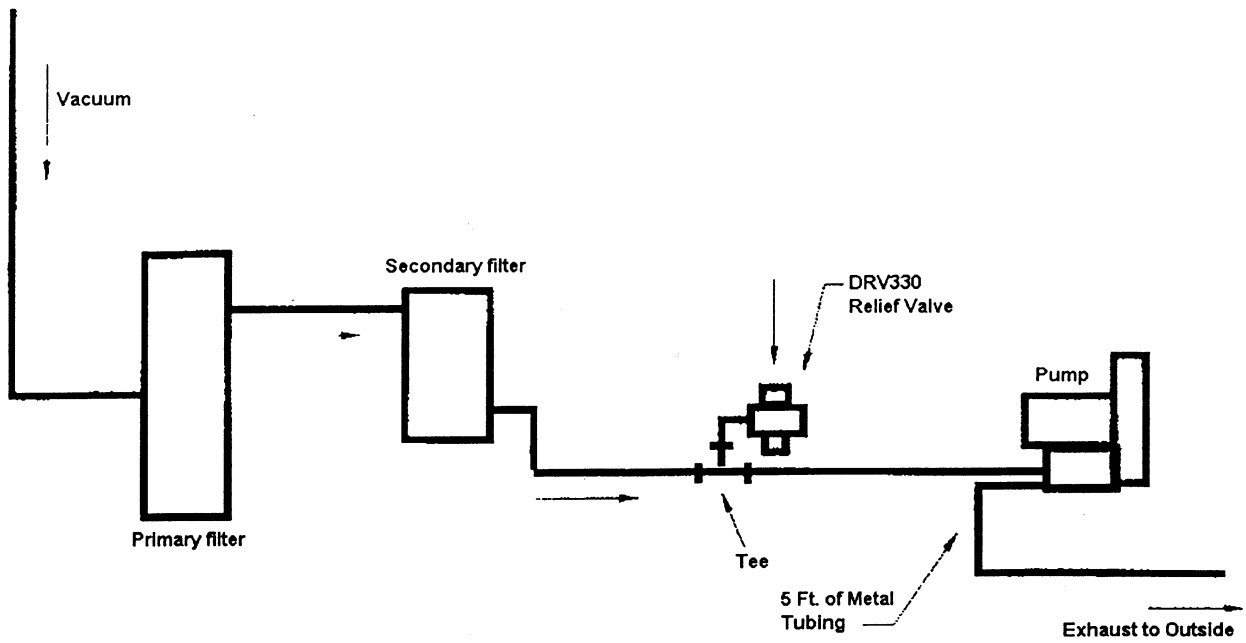 Vacuum
Secondary filter
DRV330
Relief Valve
Pump
Primary filter
Tee
5 Ft. of Metal
Tubing
Exhaust to Outside